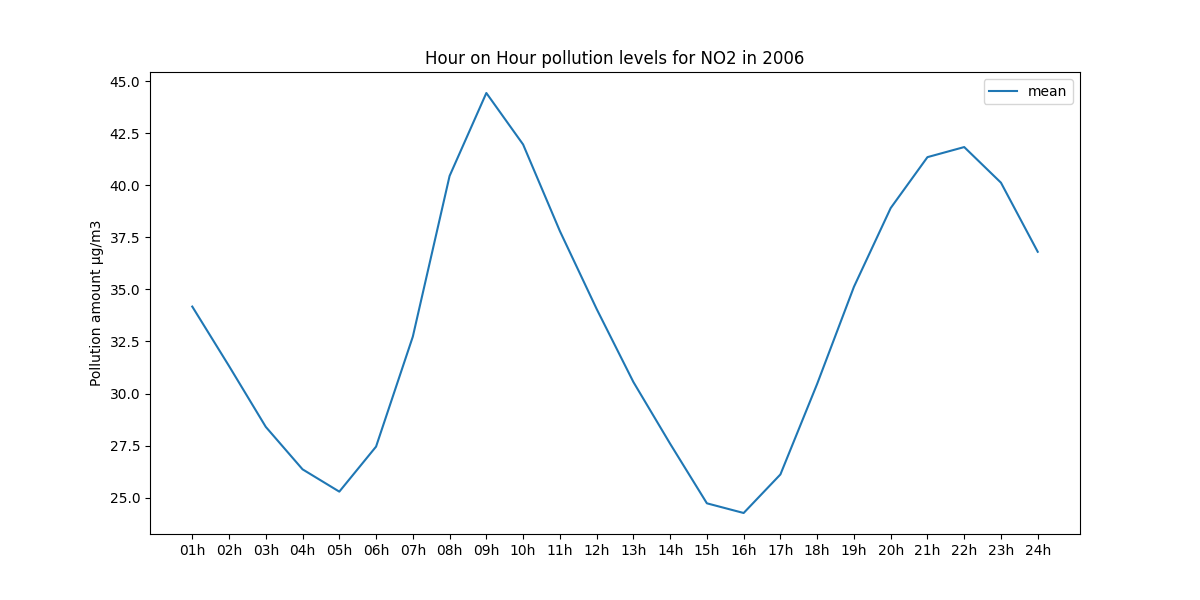 Hour on Hour pollution levels for NO2 in 2006
mean
Pollution amount µg/m3
45.0
42.5
40.0
37.5
35.0
32.5
30.0
27.5
25.0
01h 02h 03h 04h 05h 06h 07h 08h 09h 10h 11h 12h 13h 14h 15h 16h 17h 18h 19h 20h 21h 22h 23h 24h